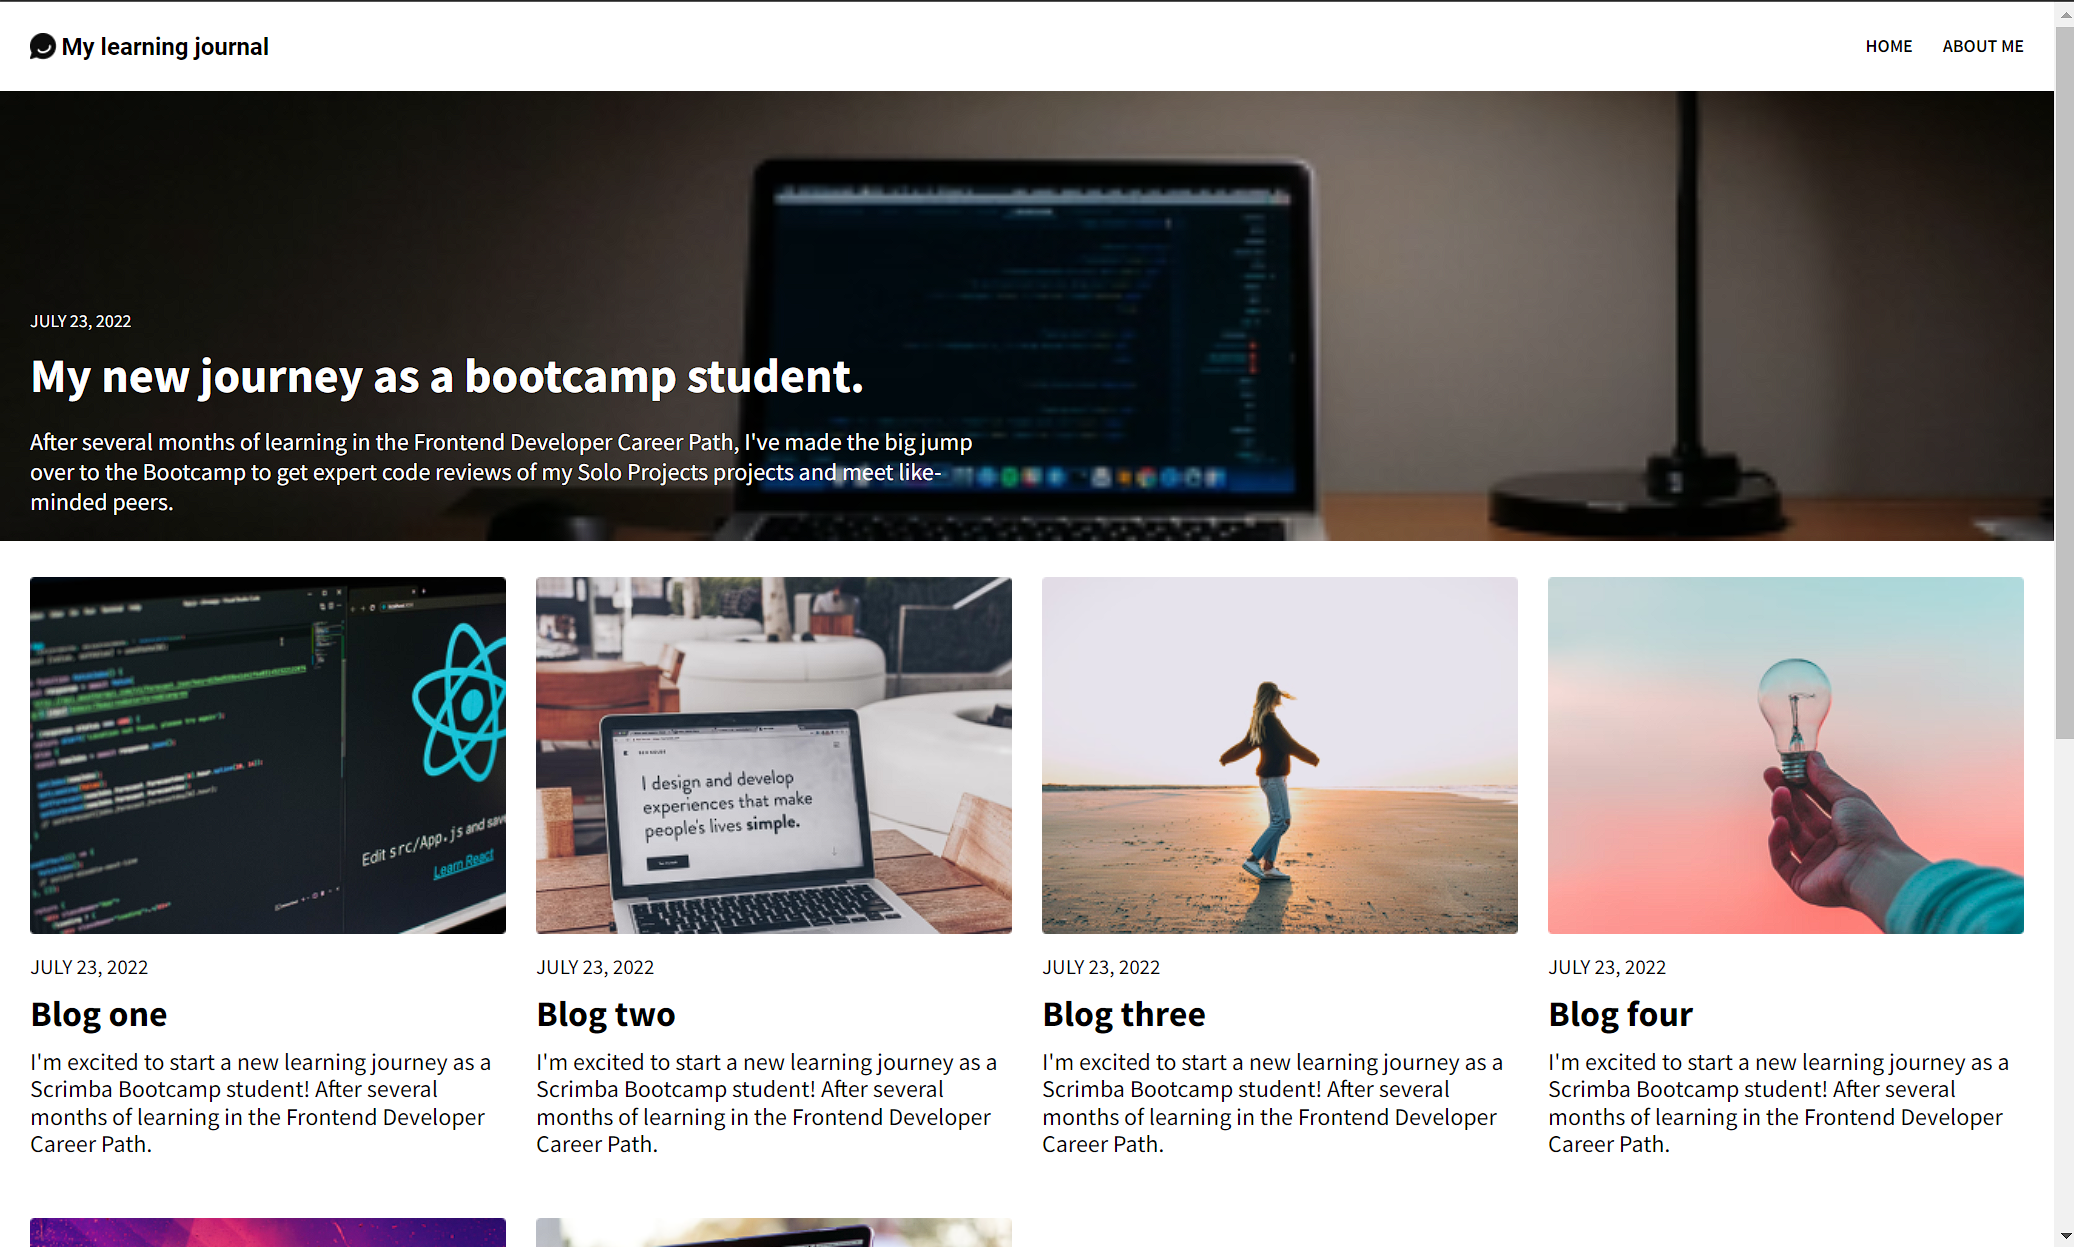 My learning journal
HOME
ABOUT ME
JULY 23, 2022
My new journey as a bootcamp student.
After several months of learning in the Frontend Developer Career Path, I've made the big jump
over to the Bootcamp to get expert code reviews of my Solo Projects projects and meet like-
minded peers.
Edit src/App.js and save
Learn React
I design and develop
experiences that make
people's lives simple.
JULY 23, 2022
Blog one
I'm excited to start a new learning journey as a
Scrimba Bootcamp student! After several
months of learning in the Frontend Developer
Career Path.
JULY 23, 2022
Blog two
I'm excited to start a new learning journey as a
Scrimba Bootcamp student! After several
months of learning in the Frontend Developer
Career Path.
JULY 23, 2022
Blog three
I'm excited to start a new learning journey as a
Scrimba Bootcamp student! After several
months of learning in the Frontend Developer
Career Path.
JULY 23, 2022
Blog four
I'm excited to start a new learning journey as a
Scrimba Bootcamp student! After several
months of learning in the Frontend Developer
Career Path.